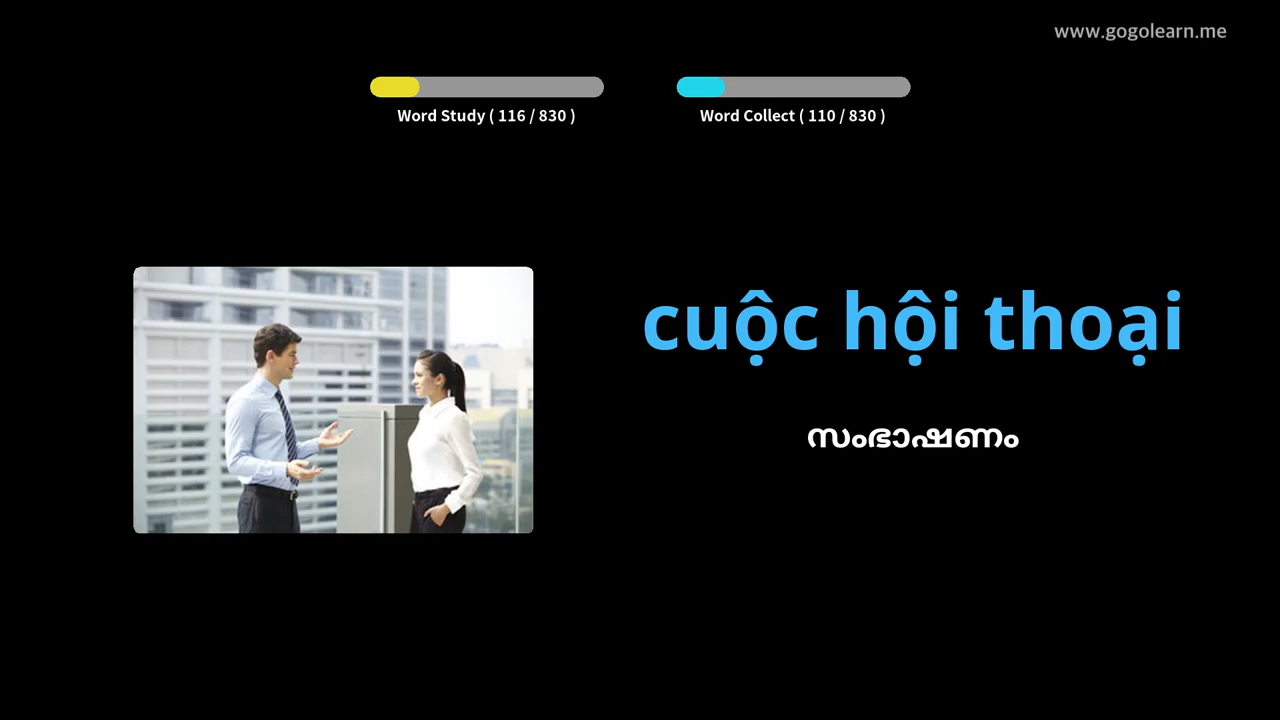 www.gogolearn.me
Word Study ( 116 / 830 )
Word Collect ( 110 / 830 )
cuộc hội thoại
സംഭാഷണം